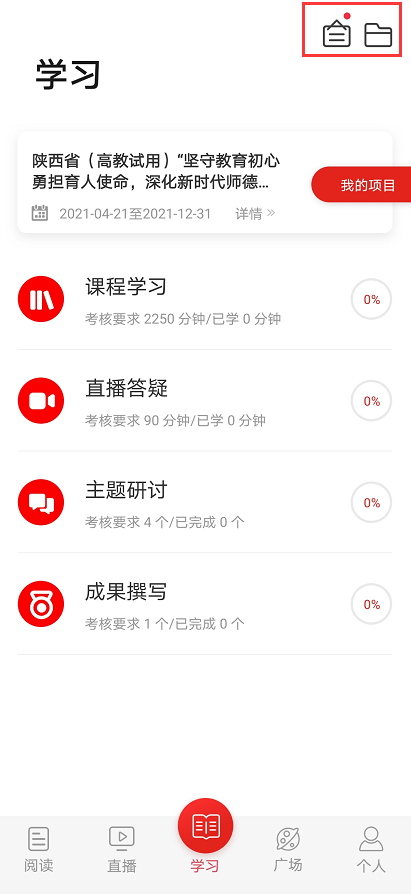 学习
陕西省（高教试用）“坚守教育初心
勇担育人使命，深化新时代师德...
我的项目
2021-04-21至2021-12-31 详情
课程学习
考核要求 2250 分钟/已学 0 分钟
0%
直播答疑
考核要求 90 分钟/已学 0 分钟
0%
主题研讨
考核要求 4 个/已完成 0 个
0%
成果撰写
考核要求 1 个/已完成 0 个
0%
阅读 直播 学习 广场 个人